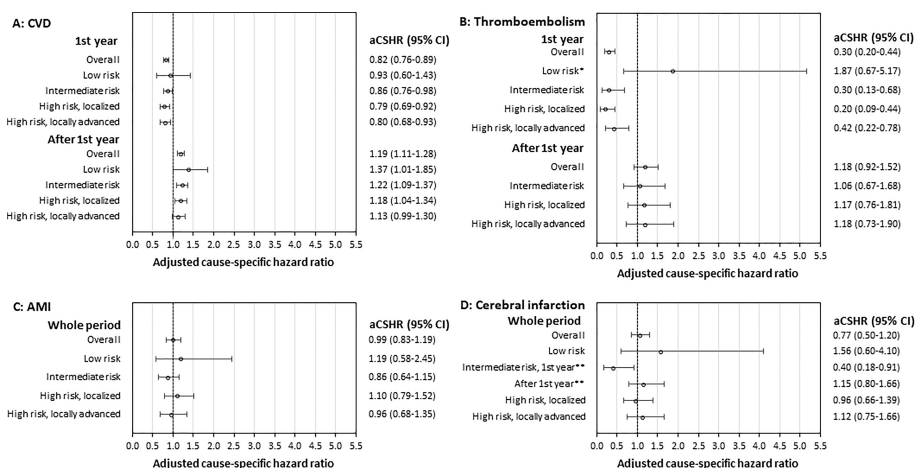 A: CVD
1st year aCSHR (95% CI)
Overall 0.82 (0.76-0.89)
Low risk 0.93 (0.60-1.43)
Intermediate risk 0.86 (0.76-0.98)
High risk, localized 0.79 (0.69-0.92)
High risk, locally advanced 0.80 (0.68-0.93)
After 1st year
Overall 1.19 (1.11-1.28)
Low risk 1.37 (1.01-1.85)
Intermediate risk 1.22 (1.09-1.37)
High risk, localized 1.18 (1.04-1.34)
High risk, locally advanced 1.13 (0.99-1.30)
0.0 0.5 1.0 1.5 2.0 2.5 3.0 3.5 4.0 4.5 5.0 5.5
Adjusted cause-specific hazard ratio
B: Thromboembolism
1st year aCSHR (95% CI)
Overall 0.30 (0.20-0.44)
Low risk* 1.87 (0.67-5.17)
Intermediate risk 0.30 (0.13-0.68)
High risk, localized 0.20 (0.09-0.44)
High risk, locally advanced 0.42 (0.22-0.78)
After 1st year
Overall 1.18 (0.92-1.52)
Intermediate risk 1.06 (0.67-1.68)
High risk, localized 1.17 (0.76-1.81)
High risk, locally advanced 1.18 (0.73-1.90)
0.0 0.5 1.0 1.5 2.0 2.5 3.0 3.5 4.0 4.5 5.0 5.5
Adjusted cause-specific hazard ratio
C: AMI
Whole period aCSHR (95% CI)
Overall 0.99 (0.83-1.19)
Low risk 1.19 (0.58-2.45)
Intermediate risk 0.86 (0.64-1.15)
High risk, localized 1.10 (0.79-1.52)
High risk, locally advanced 0.96 (0.68-1.35)
0.0 0.5 1.0 1.5 2.0 2.5 3.0 3.5 4.0 4.5 5.0 5.5
Adjusted cause-specific hazard ratio
D: Cerebral infarction
Whole period aCSHR (95% CI)
Overall 0.77 (0.50-1.20)
Low risk 1.56 (0.60-4.10)
Intermediate risk, 1st year** 0.40 (0.18-0.91)
After 1st year** 1.15 (0.80-1.66)
High risk, localized 0.96 (0.66-1.39)
High risk, locally advanced 1.12 (0.75-1.66)
0.0 0.5 1.0 1.5 2.0 2.5 3.0 3.5 4.0 4.5 5.0 5.5
Adjusted cause-specific hazard ratio